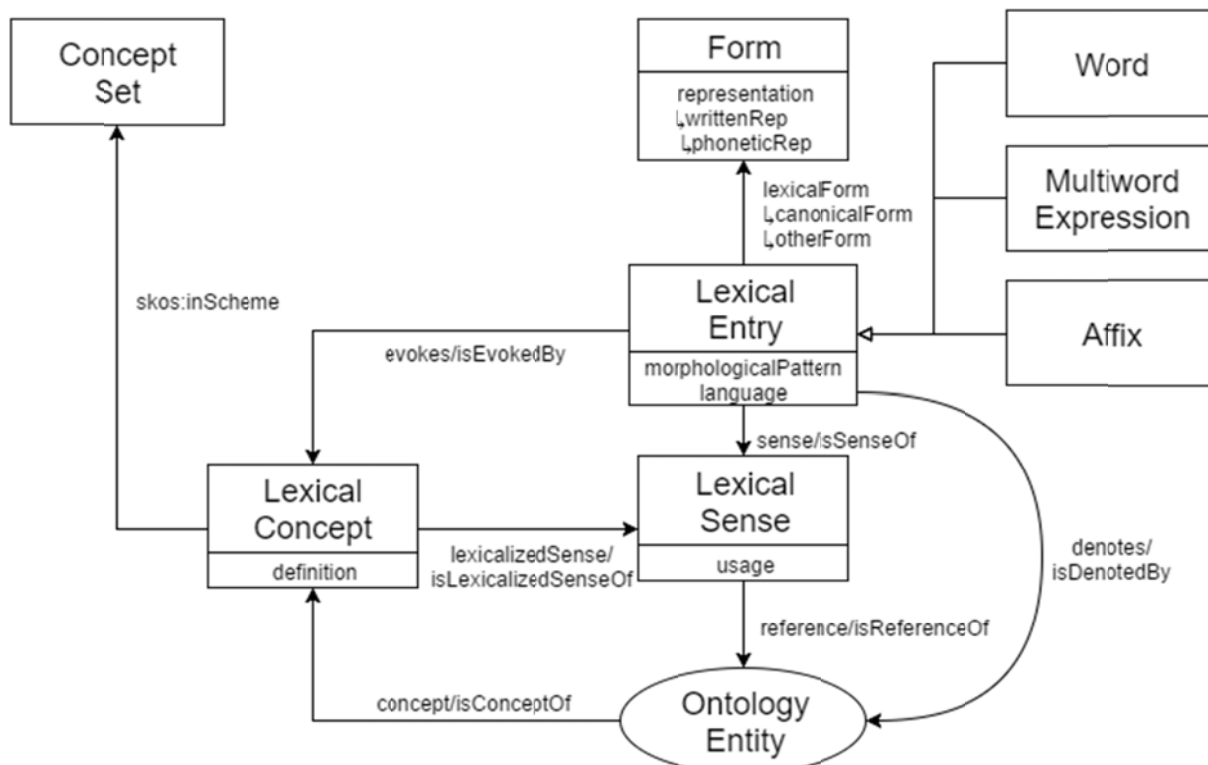 Concept
Set
Form
representation
↳writtenRep
↳phoneticRep
Word
Multiword
Expression
Affix
lexicalForm
↳canonicalForm
↳otherForm
skos:inScheme
Lexical
Entry
morphologicalPattern
language
evokes/isEvokedBy
sense/isSenseOf
Lexical
Concept
definition
lexicalizedSense/
isLexicalizedSenseOf
Lexical
Sense
usage
denotes/
isDenotedBy
reference/isReferenceOf
concept/isConceptOf
Ontology
Entity